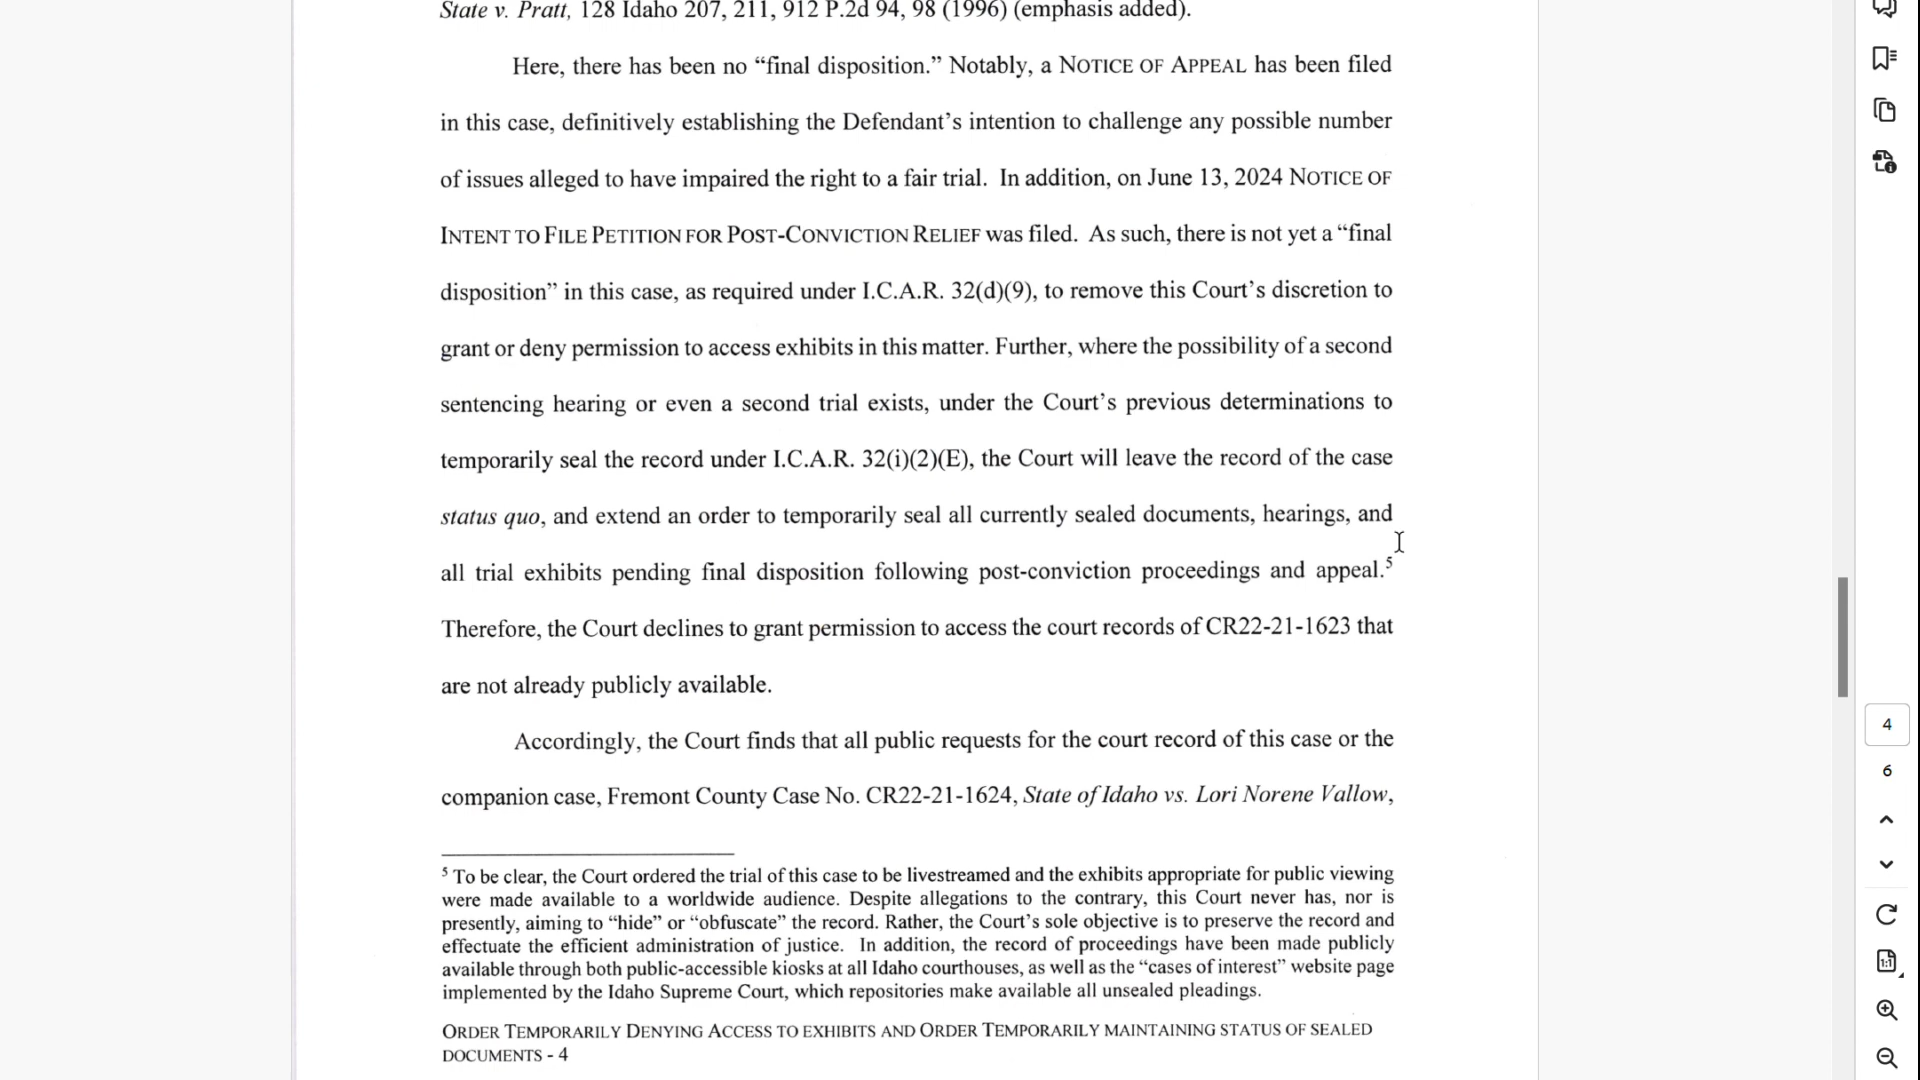 State v. Pratt, 128 Idaho 207, 211, 912 P.2d 94, 98 (1996) (emphasis added).
Here, there has been no “final disposition.” Notably, a NOTICE OF APPEAL has been filed
in this case, definitively establishing the Defendant’s intention to challenge any possible number
of issues alleged to have impaired the right to a fair trial.  In addition, on June 13, 2024 NOTICE OF
INTENT TO FILE PETITION FOR POST-CONVICTION RELIEF was filed.  As such, there is not yet a “final
disposition” in this case, as required under I.C.A.R. 32(d)(9), to remove this Court’s discretion to
grant or deny permission to access exhibits in this matter. Further, where the possibility of a second
sentencing hearing or even a second trial exists, under the Court’s previous determinations to
temporarily seal the record under I.C.A.R. 32(i)(2)(E), the Court will leave the record of the case
status quo, and extend an order to temporarily seal all currently sealed documents, hearings, and
all trial exhibits pending final disposition following post-conviction proceedings and appeal.5
Therefore, the Court declines to grant permission to access the court records of CR22-21-1623 that
are not already publicly available.
Accordingly, the Court finds that all public requests for the court record of this case or the
companion case, Fremont County Case No. CR22-21-1624, State of Idaho vs. Lori Norene Vallow,
5 To be clear, the Court ordered the trial of this case to be livestreamed and the exhibits appropriate for public viewing
were made available to a worldwide audience. Despite allegations to the contrary, this Court never has, nor is
presently, aiming to “hide” or “obfuscate” the record. Rather, the Court’s sole objective is to preserve the record and
effectuate the efficient administration of justice.  In addition, the record of proceedings have been made publicly
available through both public-accessible kiosks at all Idaho courthouses, as well as the “cases of interest” website page
implemented by the Idaho Supreme Court, which repositories make available all unsealed pleadings.
ORDER TEMPORARILY DENYING ACCESS TO EXHIBITS AND ORDER TEMPORARILY MAINTAINING STATUS OF SEALED
DOCUMENTS - 4
4
6
1:1